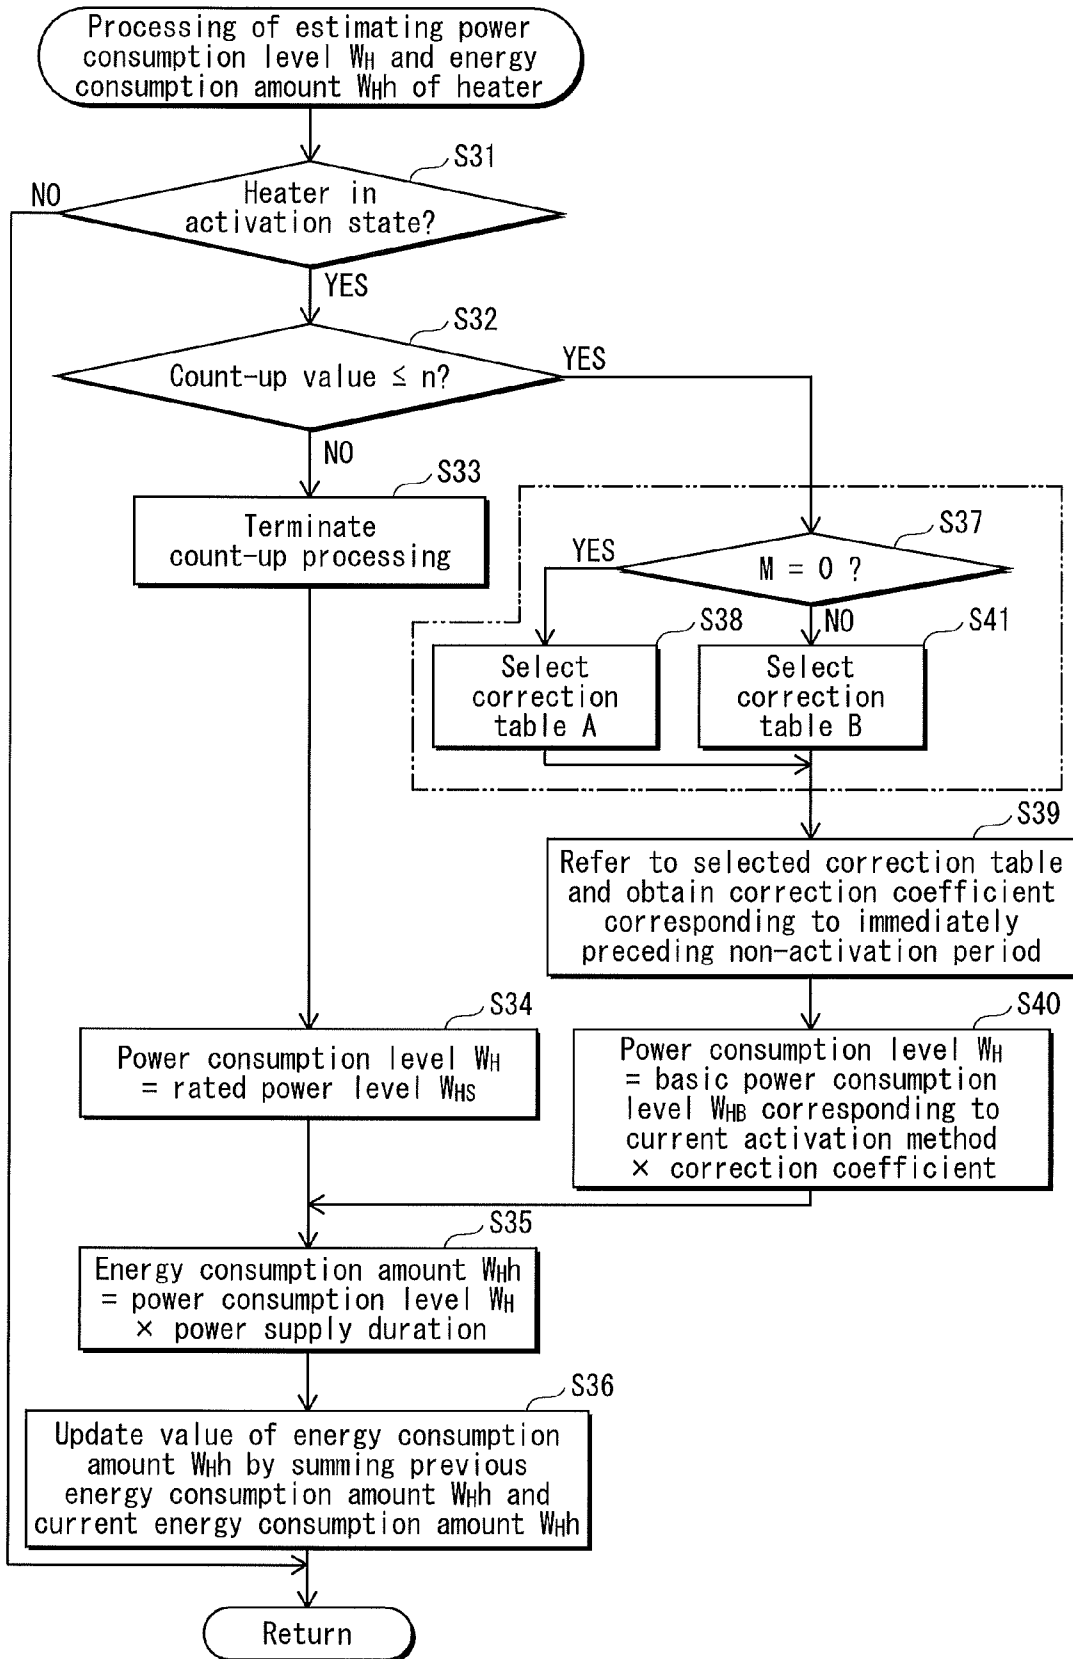 Processing of estimating power
consumption level WH and energy
consumption amount WHh of heater
S31
NO
Heater in
activation state?
YES
S32
YES
Count-up value ≤ n?
NO
S33
Terminate
count-up processing
S37
YES
M = 0 ?
NO
S38
S41
Select
correction
table A
Select
correction
table B
S39
Refer to selected correction table
and obtain correction coefficient
corresponding to immediately
preceding non-activation period
S34
Power consumption level WH
= rated power level WHS
S40
Power consumption level WH
= basic power consumption
level WHB corresponding to
current activation method
× correction coefficient
S35
Energy consumption amount WHh
= power consumption level WH
× power supply duration
S36
Update value of energy consumption
amount WHh by summing previous
energy consumption amount WHh and
current energy consumption amount WHh
Return